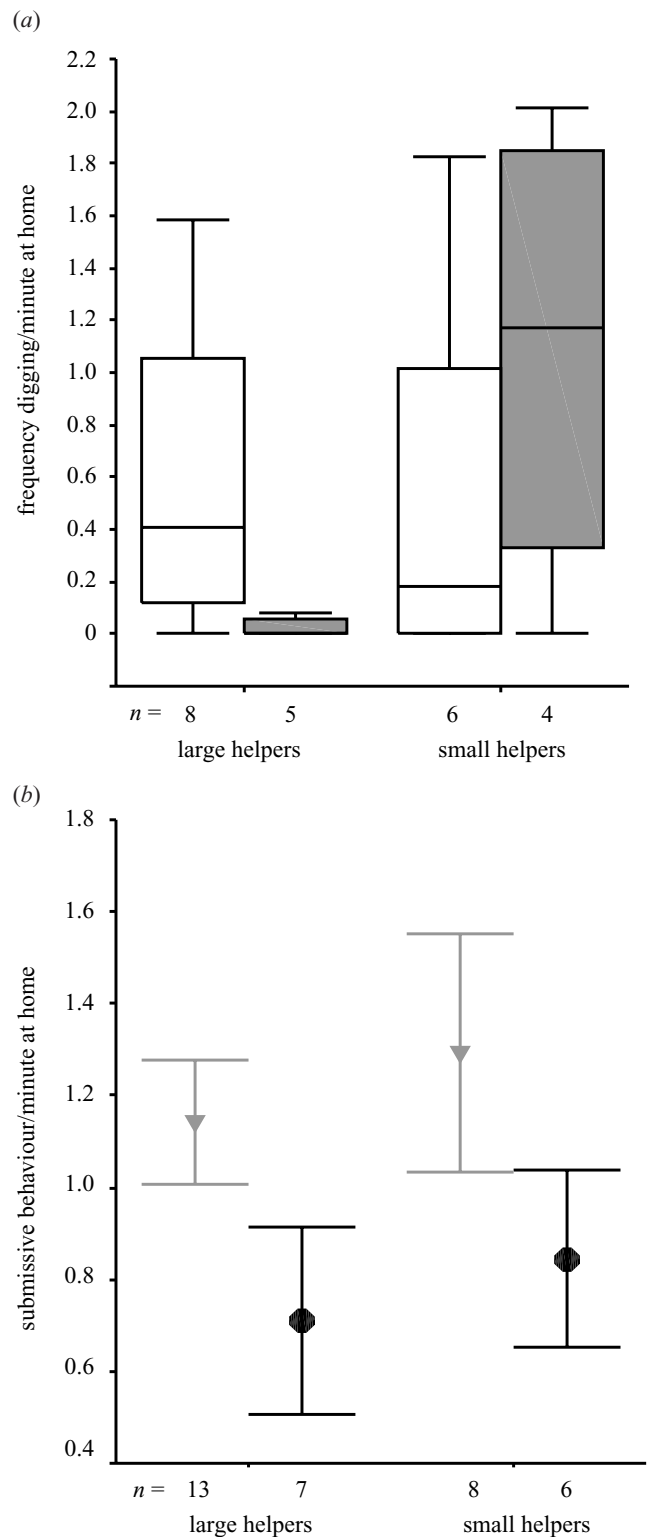 (a)
frequency digging/minute at home
2.2
2.0
1.8
1.6
1.4
1.2
1.0
0.8
0.6
0.4
0.2
0
n = 8 5 6 4
large helpers small helpers
(b)
submissive behaviour/minute at home
1.8
1.6
1.4
1.2
1.0
0.8
0.6
0.4
n = 13 7 8 6
large helpers small helpers